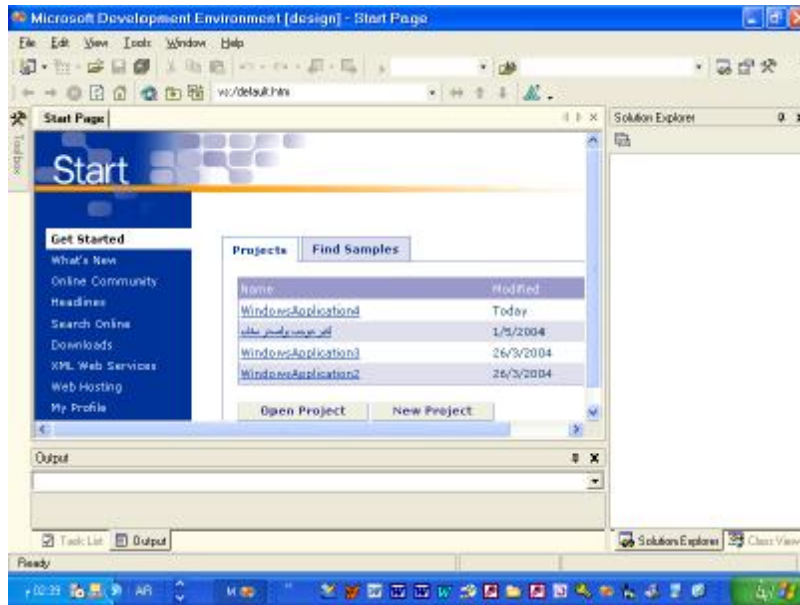 Microsoft Development Environment [design] - Start Page
File Edit View Tools Window Help
vs:/default.htm
Start Page
Solution Explorer
Toolbox
Start
Get Started
What's New
Online Community
Headlines
Search Online
Downloads
XML Web Services
Web Hosting
My Profile
Projects Find Samples
Name Modified
WindowsApplication4 Today
1/5/2004
WindowsApplication3 26/3/2004
WindowsApplication2 26/3/2004
Open Project New Project
Output
Task List Output
Solution Explorer Class View
Ready
02:39 AR